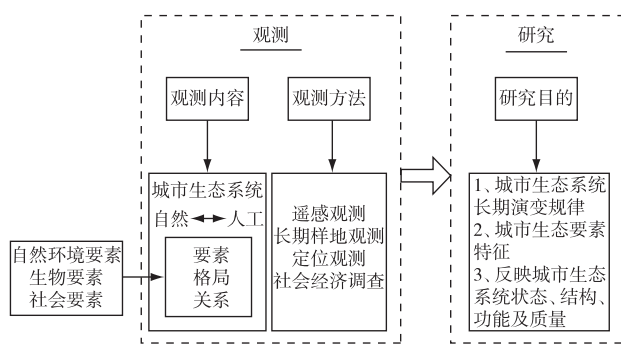 观测
观测内容
观测方法
城市生态系统
自然 人工
要素
格局
关系
自然环境要素
生物要素
社会要素
遥感观测
长期样地观测
定位观测
社会经济调查
研究
研究目的
1、城市生态系统
长期演变规律
2、城市生态要素
特征
3、反映城市生态
系统状态、结构、
功能及质量